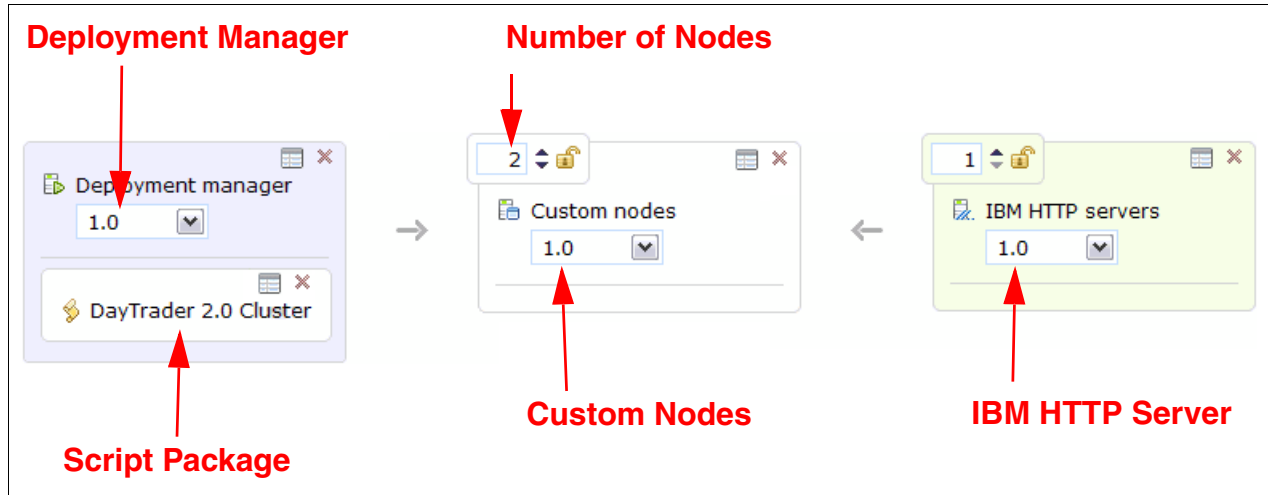 Deployment Manager
Number of Nodes
2
1
Deployment manager
1.0
Custom nodes
1.0
IBM HTTP servers
1.0
DayTrader 2.0 Cluster
Custom Nodes
IBM HTTP Server
Script Package